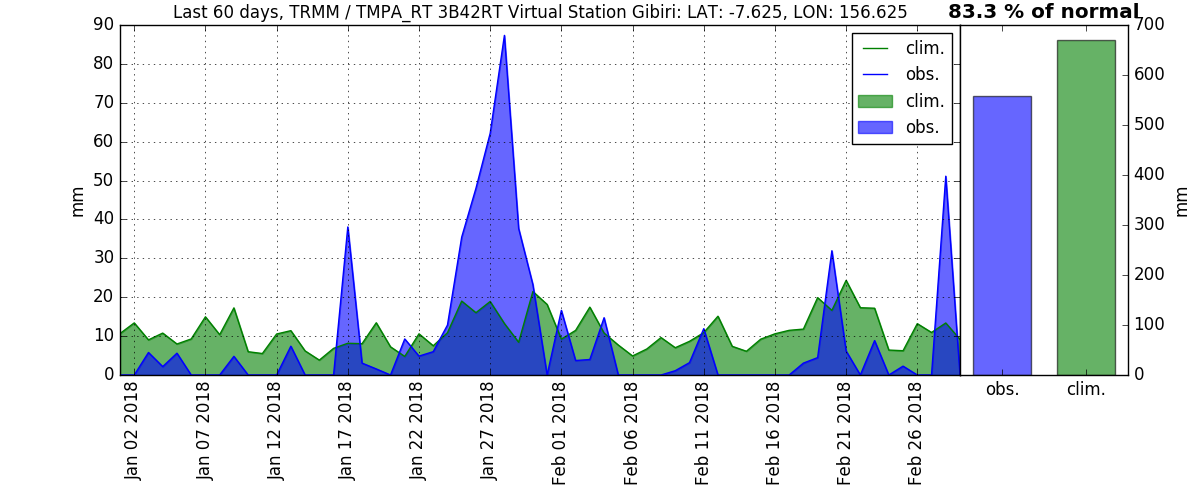 Last 60 days, TRMM / TMPA_RT 3B42RT Virtual Station Gibiri: LAT: -7.625, LON: 156.625
83.3 % of normal
90
80
70
60
50
40
30
20
10
0
mm
clim.
obs.
clim.
obs.
700
600
500
400
300
200
100
0
mm
obs.
clim.
Jan 02 2018
Jan 07 2018
Jan 12 2018
Jan 17 2018
Jan 22 2018
Jan 27 2018
Feb 01 2018
Feb 06 2018
Feb 11 2018
Feb 16 2018
Feb 21 2018
Feb 26 2018